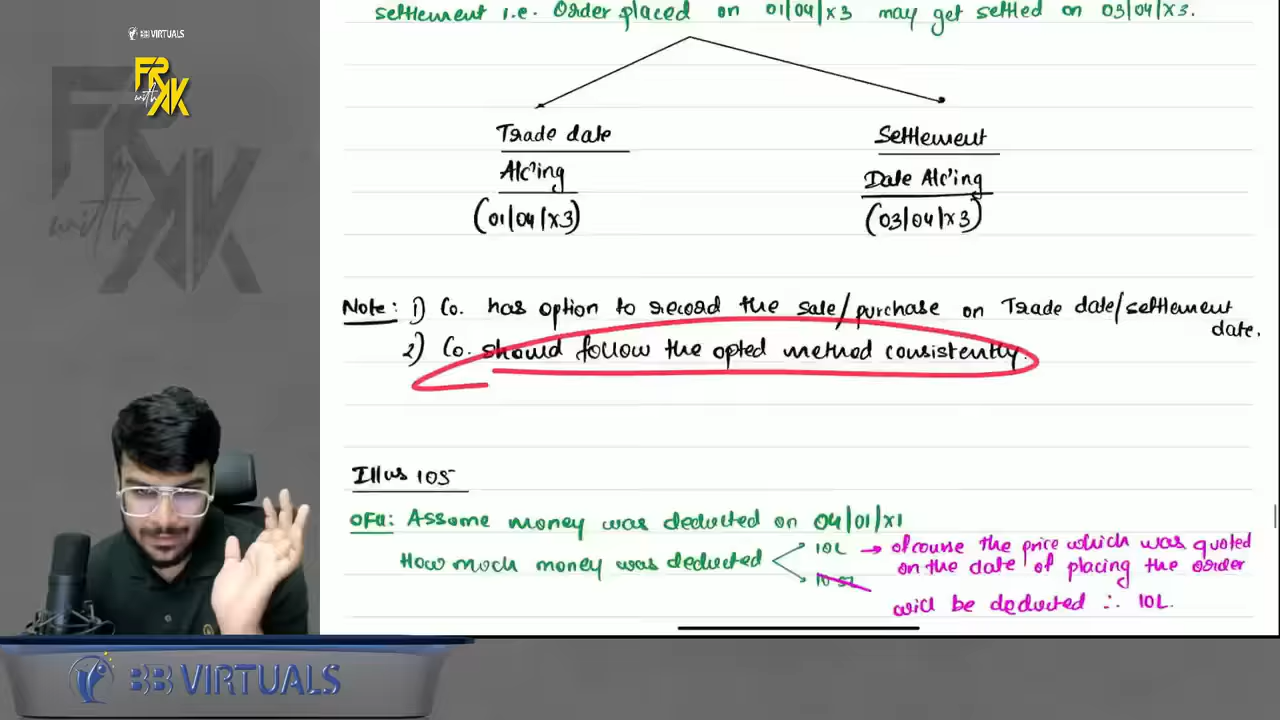 BB VIRTUALS
FR
with KK
settlement i.e. Order placed on 01/04/x3 may get settled on 03/04/x3.
Trade date
A/c'ing
(01/04/x3)
Settlement
Date A/c'ing
(03/04/x3)
Note: 1) Co. has option to record the sale/purchase on Trade date/settlement
date.
2) Co. should follow the opted method consistently.
Illus 105
OFU: Assume money was deducted on 04/01/x1
How much money was deducted
10L → ofcourse the price which was quoted
on the date of placing the order
will be deducted ∴ 10L.
BB VIRTUALS